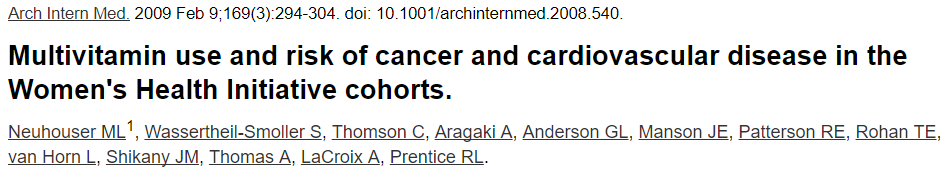 Arch Intern Med. 2009 Feb 9;169(3):294-304. doi: 10.1001/archinternmed.2008.540.
Multivitamin use and risk of cancer and cardiovascular disease in the
Women's Health Initiative cohorts.
Neuhouser ML1, Wassertheil-Smoller S, Thomson C, Aragaki A, Anderson GL, Manson JE, Patterson RE, Rohan TE,
van Horn L, Shikany JM, Thomas A, LaCroix A, Prentice RL.